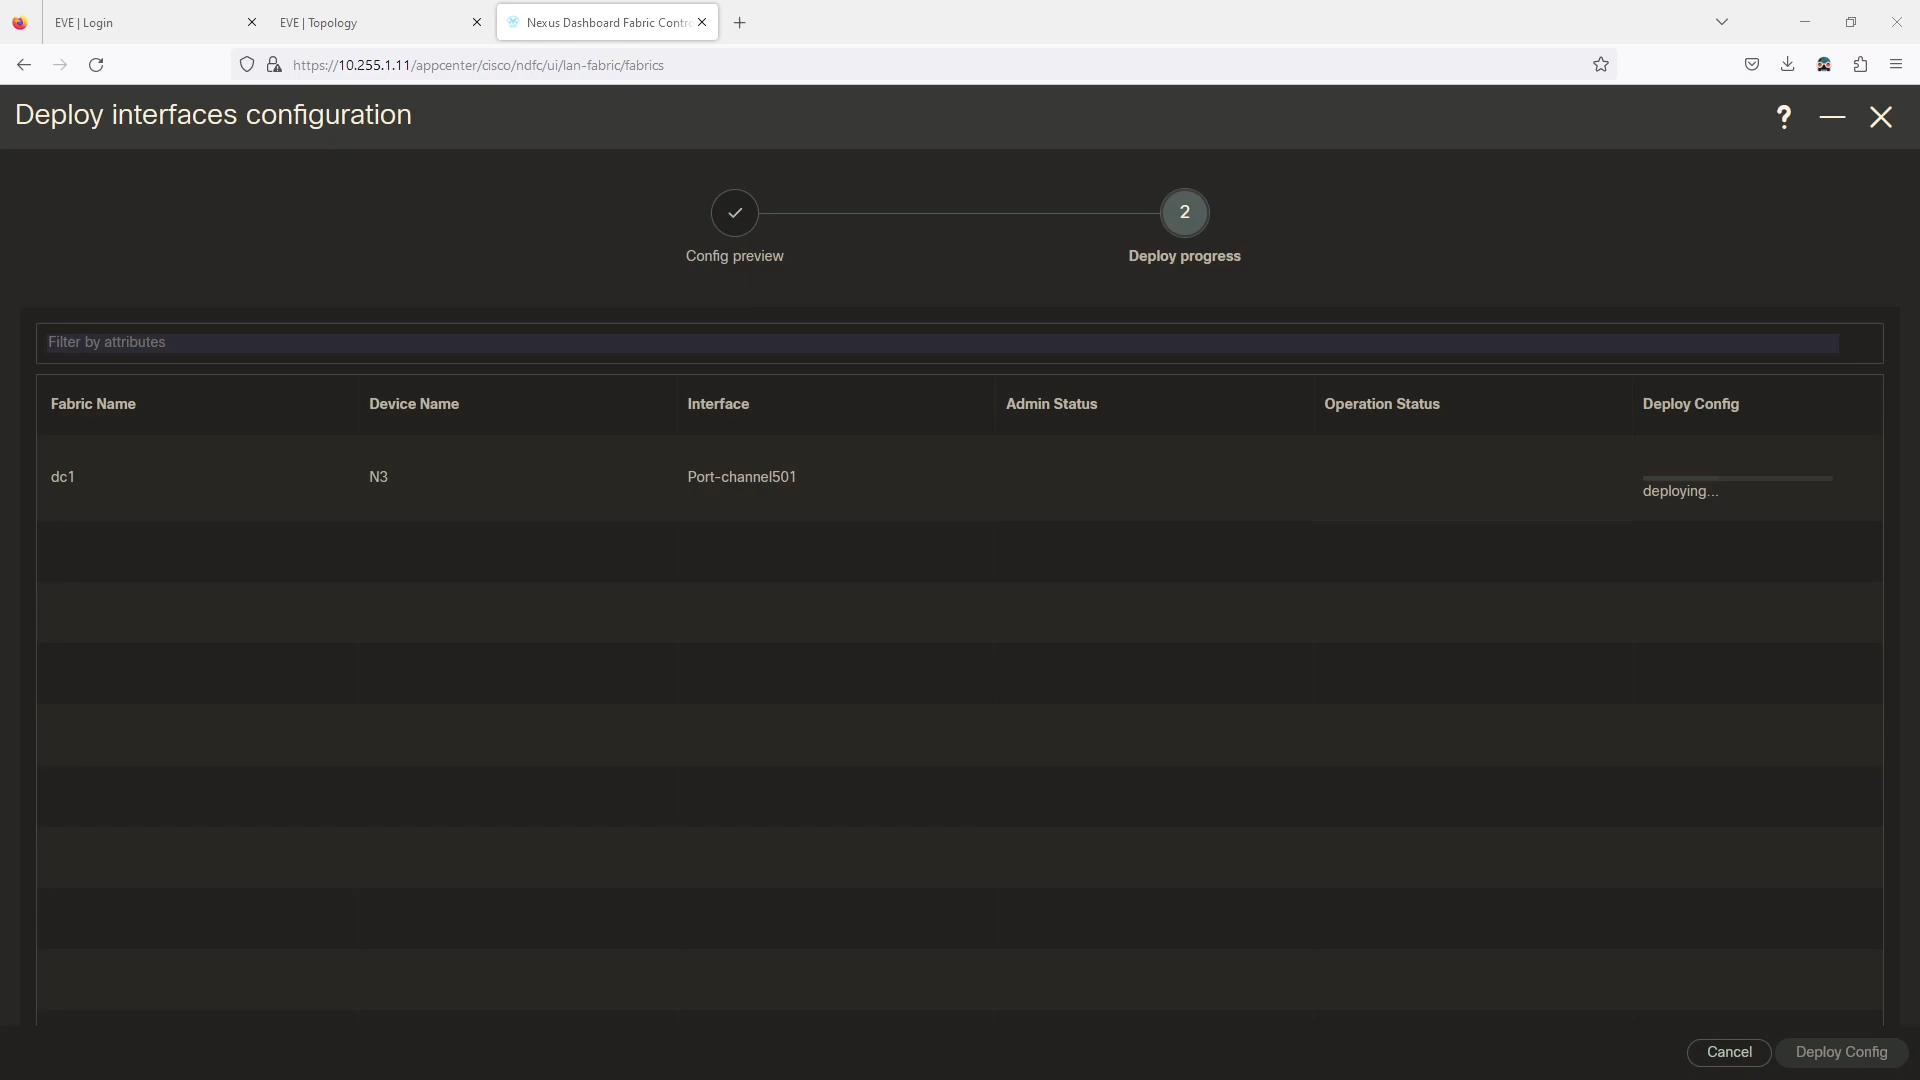 EVE | Login
EVE | Topology
Nexus Dashboard Fabric Contr
https://10.255.1.11/appcenter/cisco/ndfc/ui/lan-fabric/fabrics
Deploy interfaces configuration
?
2
Config preview
Deploy progress
Filter by attributes
Fabric Name Device Name Interface Admin Status Operation Status Deploy Config
dc1 N3 Port-channel501
deploying...
Cancel Deploy Config